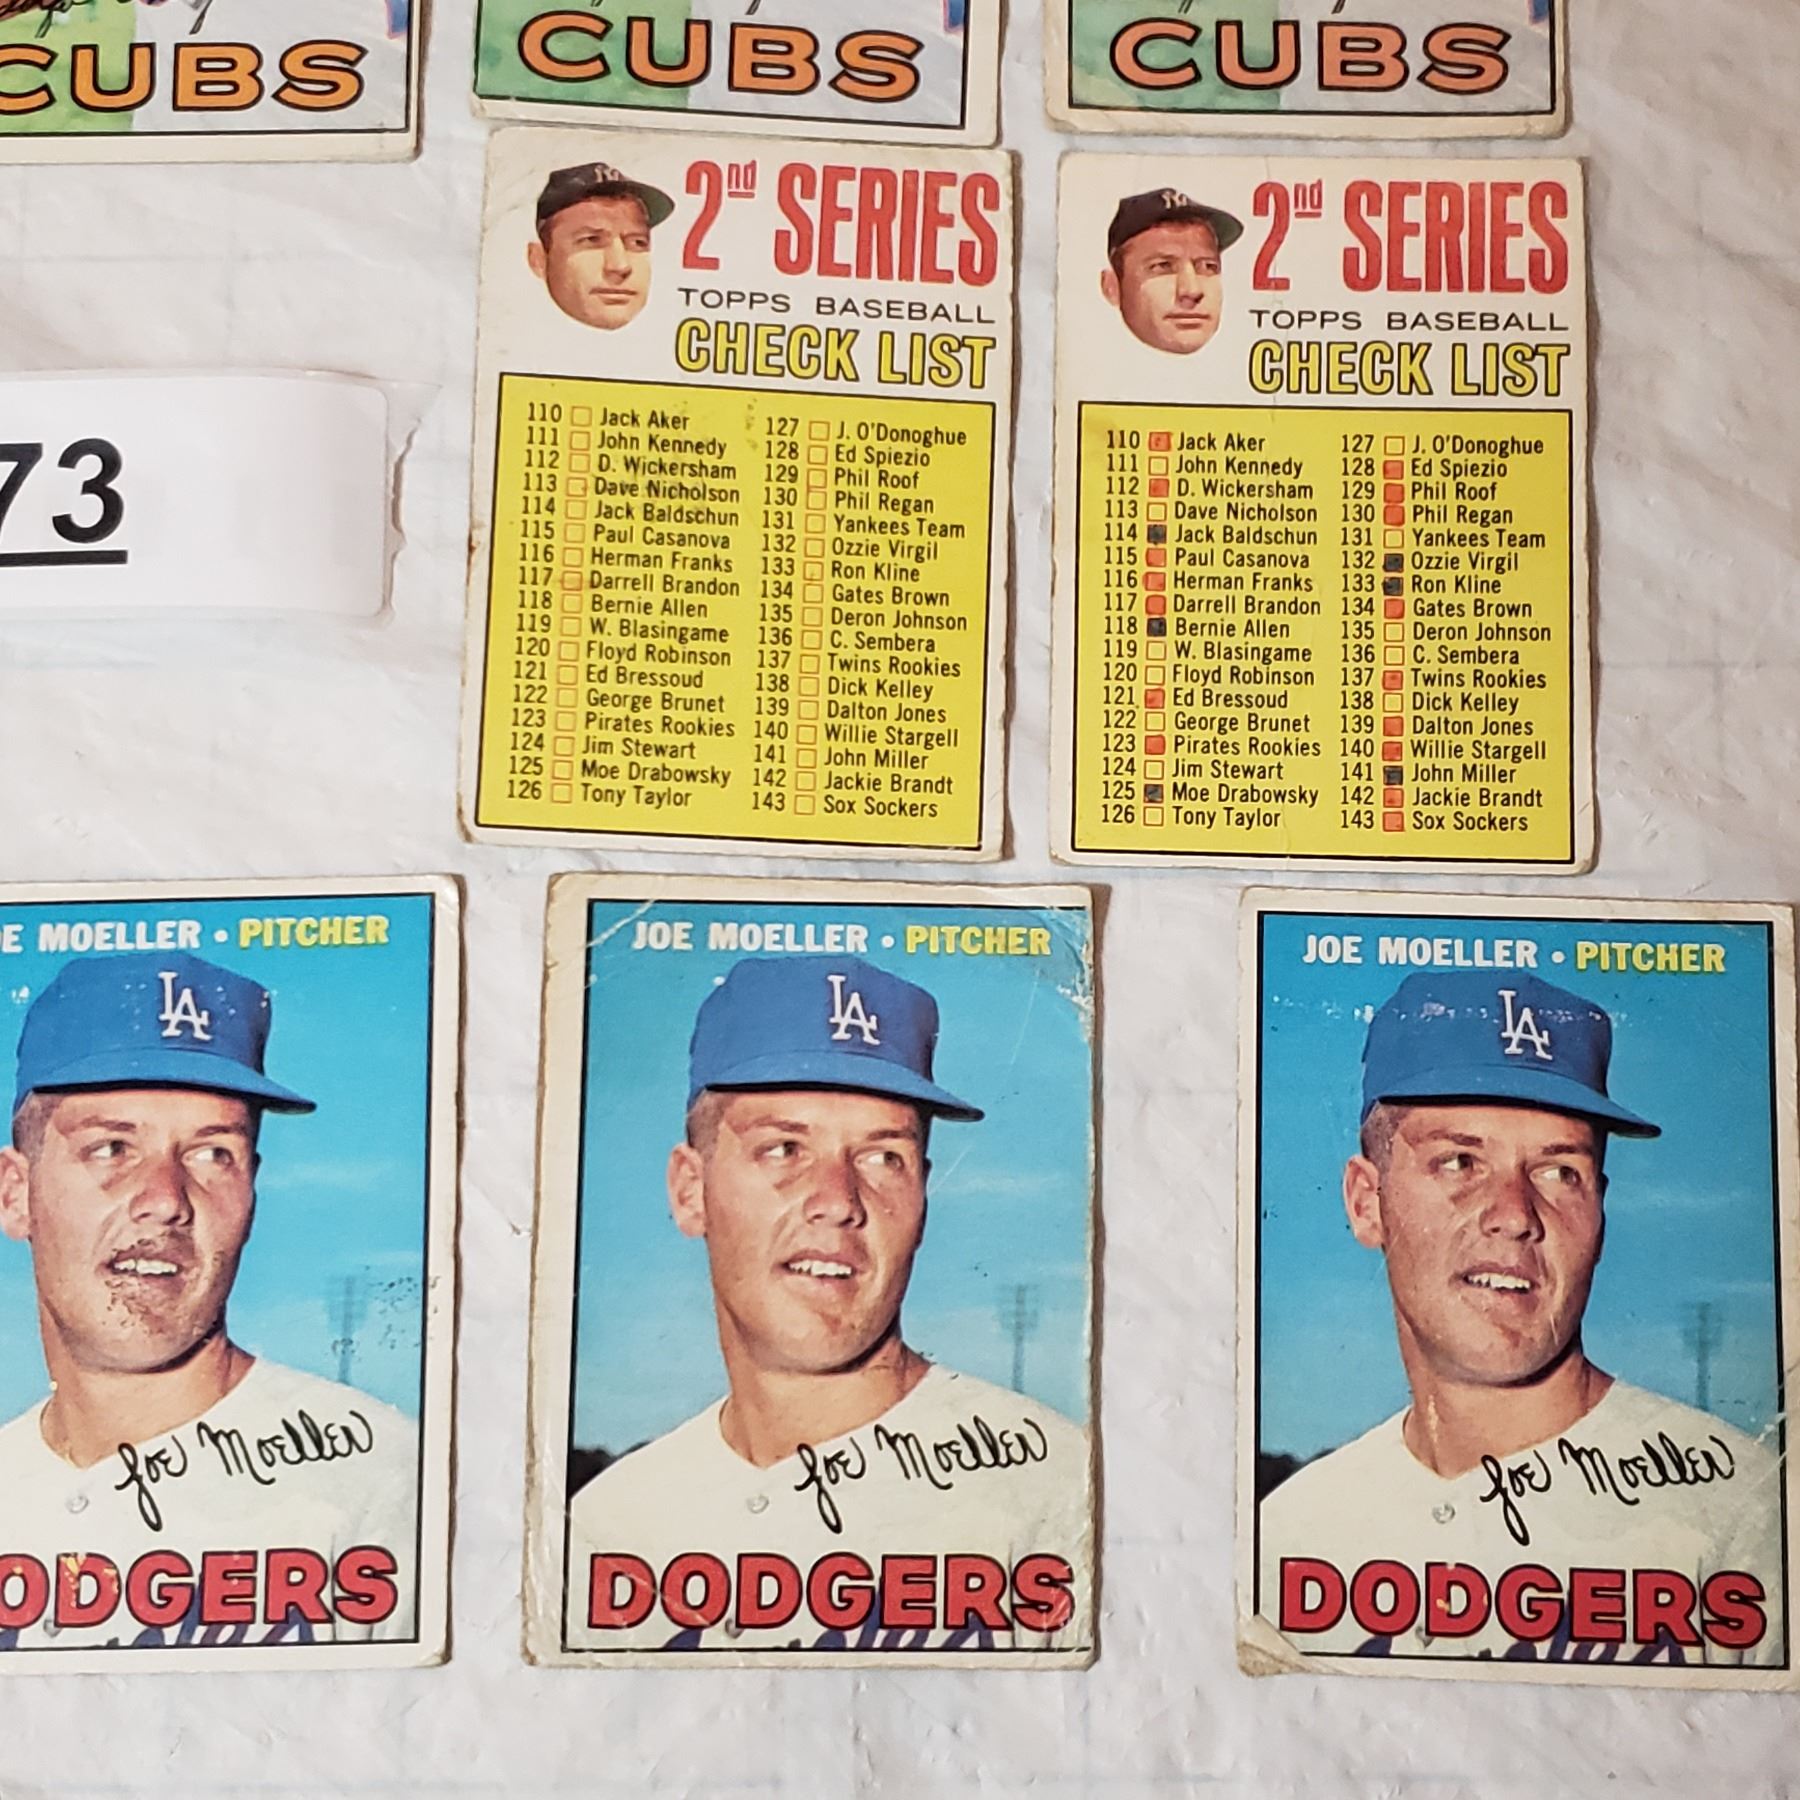 CUBS
CUBS
CUBS
73
NY
2nd SERIES
TOPPS BASEBALL
CHECK LIST
110 Jack Aker
111 John Kennedy
112 D. Wickersham
113 Dave Nicholson
114 Jack Baldschun
115 Paul Casanova
116 Herman Franks
117 Darrell Brandon
118 Bernie Allen
119 W. Blasingame
120 Floyd Robinson
121 Ed Bressoud
122 George Brunet
123 Pirates Rookies
124 Jim Stewart
125 Moe Drabowsky
126 Tony Taylor
127 J. O'Donoghue
128 Ed Spiezio
129 Phil Roof
130 Phil Regan
131 Yankees Team
132 Ozzie Virgil
133 Ron Kline
134 Gates Brown
135 Deron Johnson
136 C. Sembera
137 Twins Rookies
138 Dick Kelley
139 Dalton Jones
140 Willie Stargell
141 John Miller
142 Jackie Brandt
143 Sox Sockers
NY
2nd SERIES
TOPPS BASEBALL
CHECK LIST
110 Jack Aker
111 John Kennedy
112 D. Wickersham
113 Dave Nicholson
114 Jack Baldschun
115 Paul Casanova
116 Herman Franks
117 Darrell Brandon
118 Bernie Allen
119 W. Blasingame
120 Floyd Robinson
121 Ed Bressoud
122 George Brunet
123 Pirates Rookies
124 Jim Stewart
125 Moe Drabowsky
126 Tony Taylor
127 J. O'Donoghue
128 Ed Spiezio
129 Phil Roof
130 Phil Regan
131 Yankees Team
132 Ozzie Virgil
133 Ron Kline
134 Gates Brown
135 Deron Johnson
136 C. Sembera
137 Twins Rookies
138 Dick Kelley
139 Dalton Jones
140 Willie Stargell
141 John Miller
142 Jackie Brandt
143 Sox Sockers
E MOELLER • PITCHER
LA
Joe Moeller
ODGERS
JOE MOELLER • PITCHER
LA
Joe Moeller
DODGERS
JOE MOELLER • PITCHER
LA
Joe Moeller
DODGERS